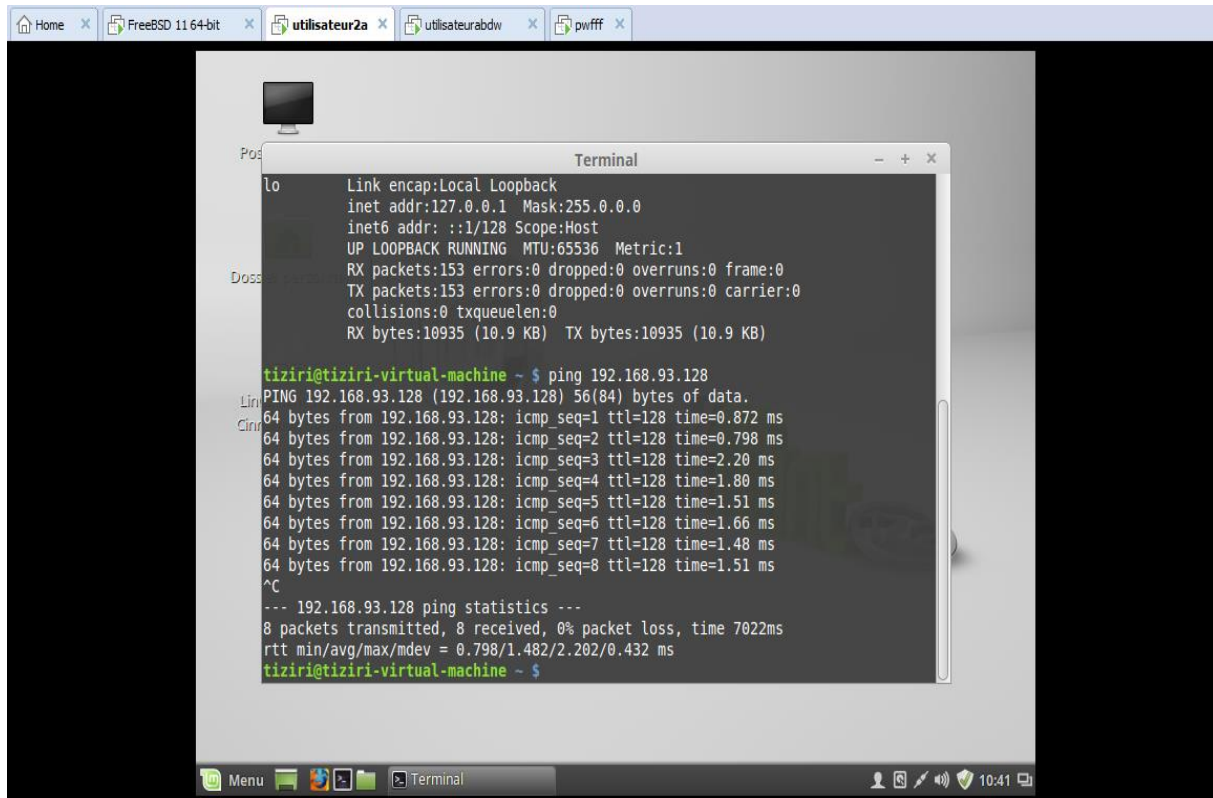 Home
FreeBSD 11 64-bit
utilisateur2a
utilisateurabdw
pwfff
Pos
Terminal
lo Link encap:Local Loopback
inet addr:127.0.0.1 Mask:255.0.0.0
inet6 addr: ::1/128 Scope:Host
UP LOOPBACK RUNNING MTU:65536 Metric:1
Doss
RX packets:153 errors:0 dropped:0 overruns:0 frame:0
TX packets:153 errors:0 dropped:0 overruns:0 carrier:0
collisions:0 txqueuelen:0
RX bytes:10935 (10.9 KB) TX bytes:10935 (10.9 KB)
tiziri@tiziri-virtual-machine ~ $ ping 192.168.93.128
Lin
PING 192.168.93.128 (192.168.93.128) 56(84) bytes of data.
Cinn
64 bytes from 192.168.93.128: icmp_seq=1 ttl=128 time=0.872 ms
64 bytes from 192.168.93.128: icmp_seq=2 ttl=128 time=0.798 ms
64 bytes from 192.168.93.128: icmp_seq=3 ttl=128 time=2.20 ms
64 bytes from 192.168.93.128: icmp_seq=4 ttl=128 time=1.80 ms
64 bytes from 192.168.93.128: icmp_seq=5 ttl=128 time=1.51 ms
64 bytes from 192.168.93.128: icmp_seq=6 ttl=128 time=1.66 ms
64 bytes from 192.168.93.128: icmp_seq=7 ttl=128 time=1.48 ms
64 bytes from 192.168.93.128: icmp_seq=8 ttl=128 time=1.51 ms
^C
--- 192.168.93.128 ping statistics ---
8 packets transmitted, 8 received, 0% packet loss, time 7022ms
rtt min/avg/max/mdev = 0.798/1.482/2.202/0.432 ms
tiziri@tiziri-virtual-machine ~ $
Menu
Terminal
10:41